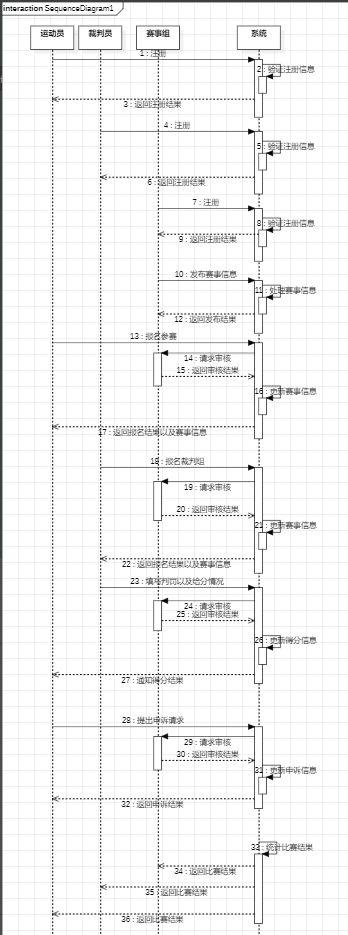 interaction SequenceDiagram1
运动员
裁判员
赛事组
系统
1 : 注册
2 : 验证注册信息
3 : 返回注册结果
4 : 注册
5 : 验证注册信息
6 : 返回注册结果
7 : 注册
8 : 验证注册信息
9 : 返回注册结果
10 : 发布赛事信息
11 : 处理赛事信息
12 : 返回发布结果
13 : 报名参赛
14 : 请求审核
15 : 返回审核结果
16 : 更新赛事信息
17 : 返回报名结果以及赛事信息
18 : 报名裁判组
19 : 请求审核
20 : 返回审核结果
21 : 更新赛事信息
22 : 返回报名结果以及赛事信息
23 : 填写判罚以及给分情况
24 : 请求审核
25 : 返回审核结果
26 : 更新得分信息
27 : 通知得分结果
28 : 提出申诉请求
29 : 请求审核
30 : 返回审核结果
31 : 更新申诉信息
32 : 返回申诉结果
33 : 统计比赛结果
34 : 返回比赛结果
35 : 返回比赛结果
36 : 返回比赛结果